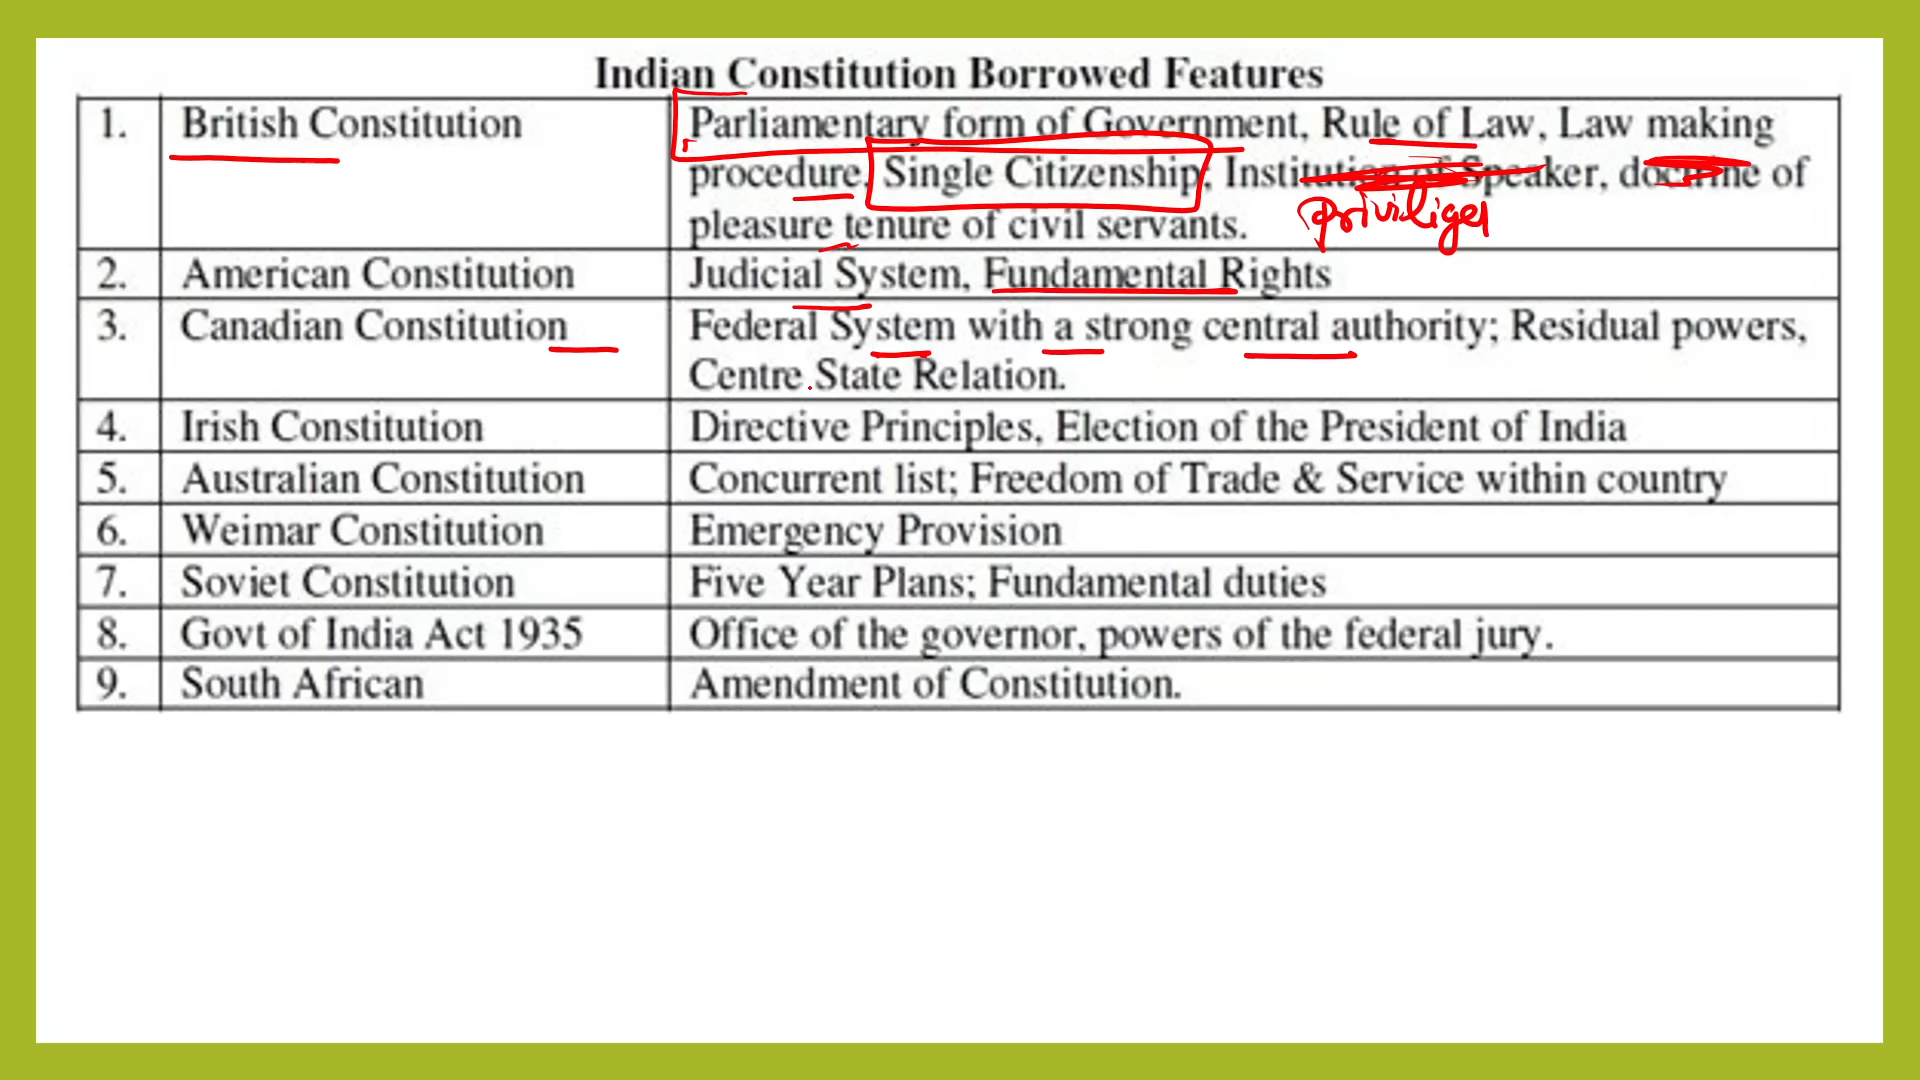 Indian Constitution Borrowed Features
1. British Constitution Parliamentary form of Government, Rule of Law, Law making
procedure, Single Citizenship, Institution of Speaker, doctrine of
priviliges
pleasure tenure of civil servants.
2. American Constitution Judicial System, Fundamental Rights
3. Canadian Constitution Federal System with a strong central authority; Residual powers,
Centre.State Relation.
4. Irish Constitution Directive Principles, Election of the President of India
5. Australian Constitution Concurrent list; Freedom of Trade & Service within country
6. Weimar Constitution Emergency Provision
7. Soviet Constitution Five Year Plans; Fundamental duties
8. Govt of India Act 1935 Office of the governor, powers of the federal jury.
9. South African Amendment of Constitution.